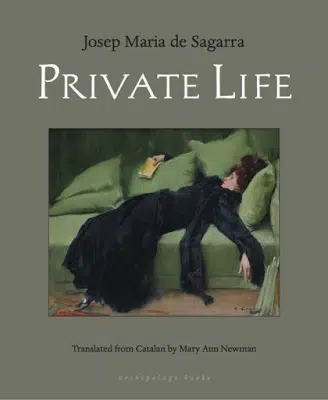 Josep Maria de Sagarra
PRIVATE LIFE
Translated from Catalan by Mary Ann Newman
archipelago books